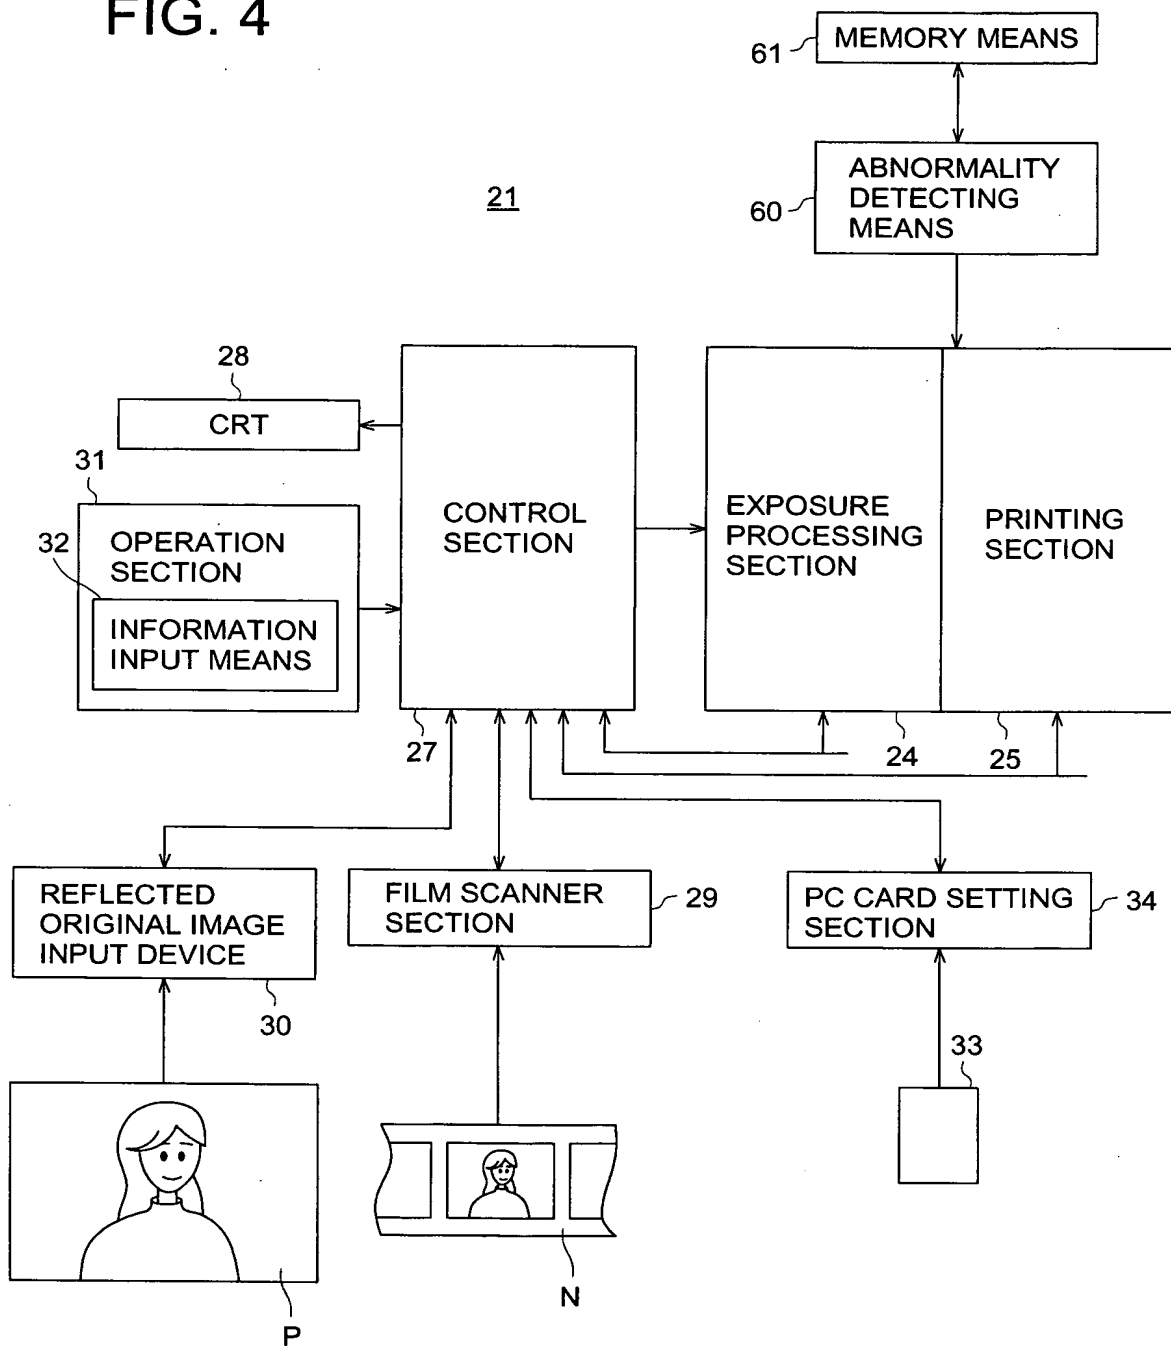 FIG. 4
61
MEMORY MEANS
21
60
ABNORMALITY
DETECTING
MEANS
28
CRT
31
32
OPERATION
SECTION
INFORMATION
INPUT MEANS
CONTROL
SECTION
27
EXPOSURE
PROCESSING
SECTION
24
PRINTING
SECTION
25
REFLECTED
ORIGINAL IMAGE
INPUT DEVICE
30
FILM SCANNER
SECTION
29
PC CARD SETTING
SECTION
34
33
P
N